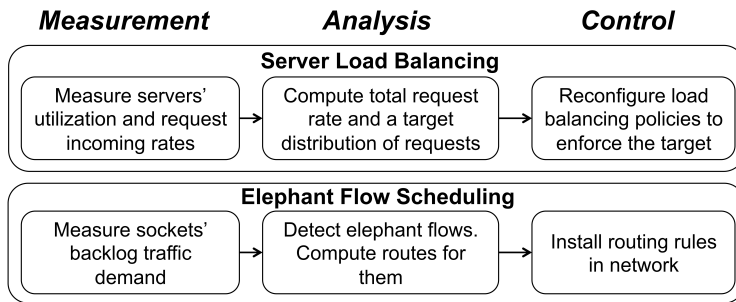 Measurement Analysis Control
Server Load Balancing
Measure servers'
utilization and request
incoming rates
Compute total request
rate and a target
distribution of requests
Reconfigure load
balancing policies to
enforce the target
Elephant Flow Scheduling
Measure sockets'
backlog traffic
demand
Detect elephant flows.
Compute routes for
them
Install routing rules
in network